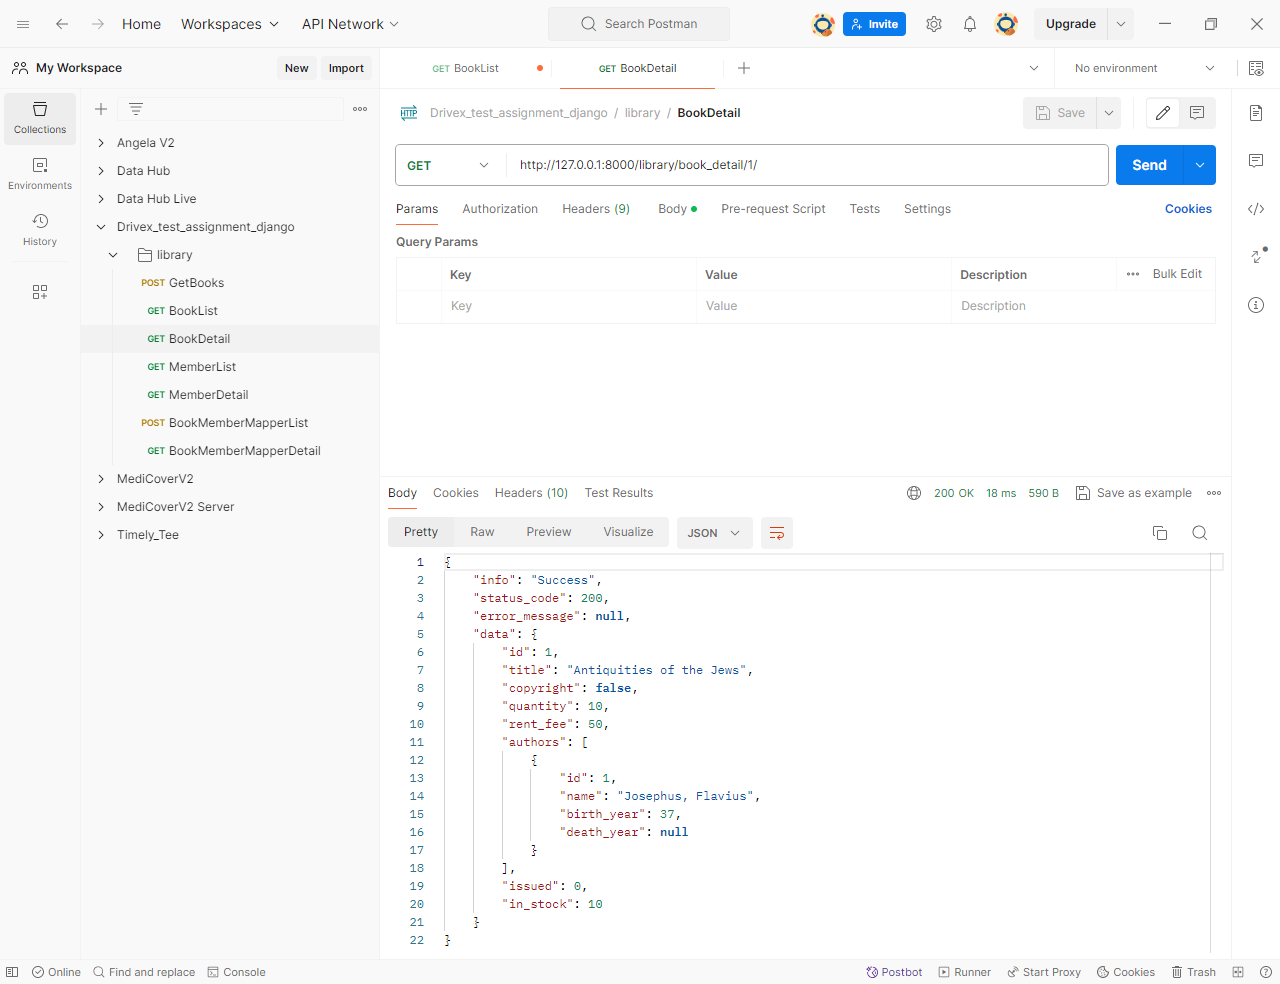 Home Workspaces API Network Search Postman Invite Upgrade
My Workspace New Import GET BookList GET BookDetail No environment
Collections
Environments
History
Angela V2
Data Hub
Data Hub Live
Drivex_test_assignment_django
library
POST GetBooks
GET BookList
GET BookDetail
GET MemberList
GET MemberDetail
POST BookMemberMapperList
GET BookMemberMapperDetail
MediCoverV2
MediCoverV2 Server
Timely_Tee
HTTP Drivex_test_assignment_django / library / BookDetail Save
GET http://127.0.0.1:8000/library/book_detail/1/ Send
Params Authorization Headers (9) Body Pre-request Script Tests Settings Cookies
Query Params
Key Value Description Bulk Edit
Key Value Description
Body Cookies Headers (10) Test Results 200 OK 18 ms 590 B Save as example
Pretty Raw Preview Visualize JSON
1 {
2 "info": "Success",
3 "status_code": 200,
4 "error_message": null,
5 "data": {
6 "id": 1,
7 "title": "Antiquities of the Jews",
8 "copyright": false,
9 "quantity": 10,
10 "rent_fee": 50,
11 "authors": [
12 {
13 "id": 1,
14 "name": "Josephus, Flavius",
15 "birth_year": 37,
16 "death_year": null
17 }
18 ],
19 "issued": 0,
20 "in_stock": 10
21 }
22 }
Online Find and replace Console Postbot Runner Start Proxy Cookies Trash